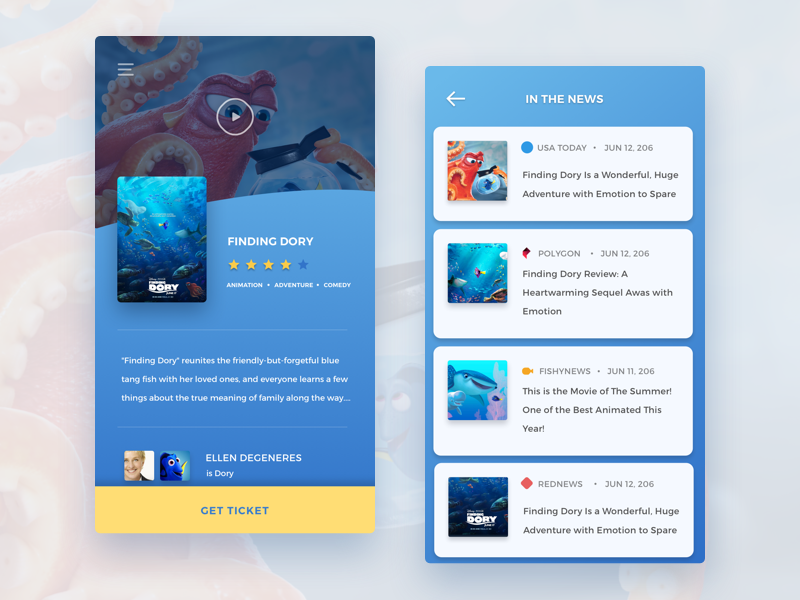 FINDING DORY
ANIMATION • ADVENTURE • COMEDY
"Finding Dory" reunites the friendly-but-forgetful blue
tang fish with her loved ones, and everyone learns a few
things about the true meaning of family along the way...
ELLEN DEGENERES
is Dory
GET TICKET
FINDING
DORY
IN THE NEWS
USA TODAY • JUN 12, 206
Finding Dory Is a Wonderful, Huge
Adventure with Emotion to Spare
POLYGON • JUN 12, 206
Finding Dory Review: A
Heartwarming Sequel Awas with
Emotion
FISHYNEWS • JUN 11, 206
This is the Movie of The Summer!
One of the Best Animated This
Year!
REDNEWS • JUN 12, 206
Finding Dory Is a Wonderful, Huge
Adventure with Emotion to Spare
FINDING
DORY